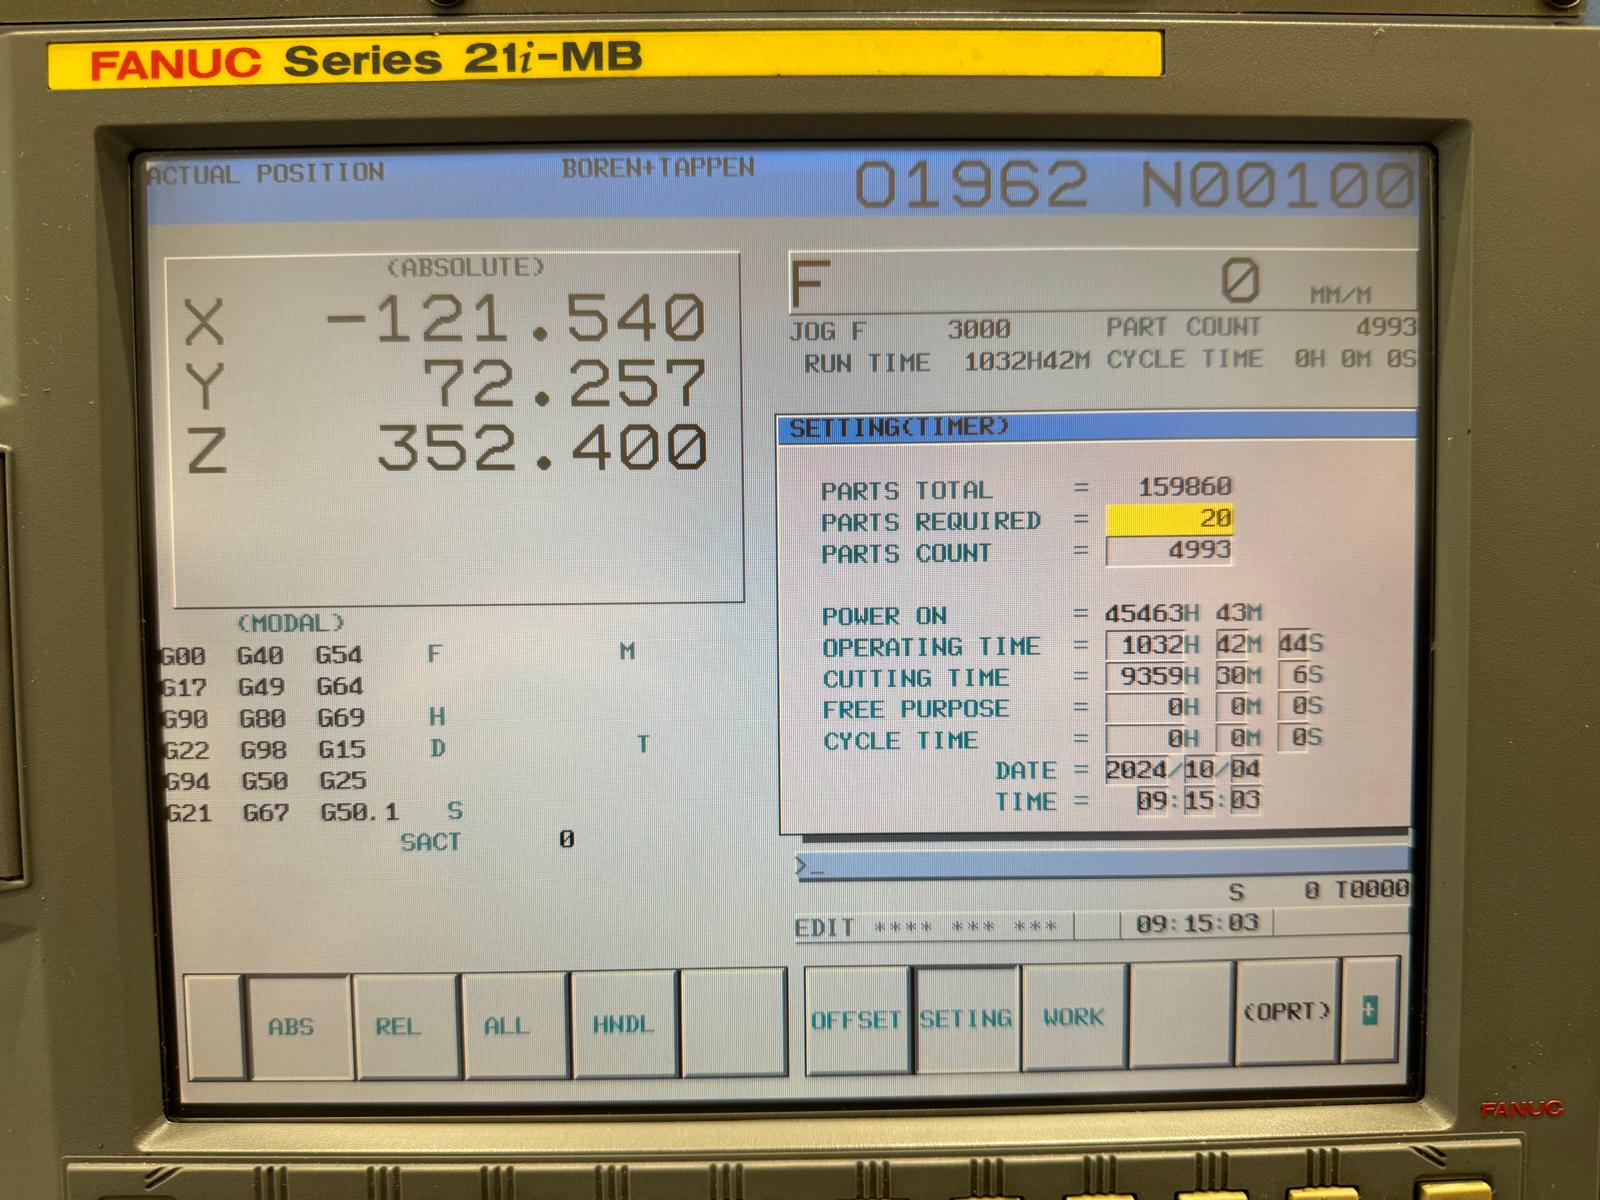 FANUC Series 21i-MB
ACTUAL POSITION BOREN+TAPPEN O1962 N00100
(ABSOLUTE)
X -121.540
Y 72.257
Z 352.400
F 0 MM/M
JOG F 3000 PART COUNT 4993
RUN TIME 1032H42M CYCLE TIME 0H 0M 0S
SETTING(TIMER)
PARTS TOTAL = 159860
PARTS REQUIRED = 20
PARTS COUNT = 4993
POWER ON = 45463H 43M
OPERATING TIME = 1032H 42M 44S
CUTTING TIME = 9359H 30M 6S
FREE PURPOSE = 0H 0M 0S
CYCLE TIME = 0H 0M 0S
DATE = 2024/10/04
TIME = 09:15:03
(MODAL)
G00 G40 G54 F M
G17 G49 G64
G90 G80 G69 H
G22 G98 G15 D T
G94 G50 G25
G21 G67 G50.1 S
SACT 0
>_
S 0 T0000
EDIT **** *** *** 09:15:03
ABS REL ALL HNDL OFFSET SETING WORK (OPRT) +
FANUC